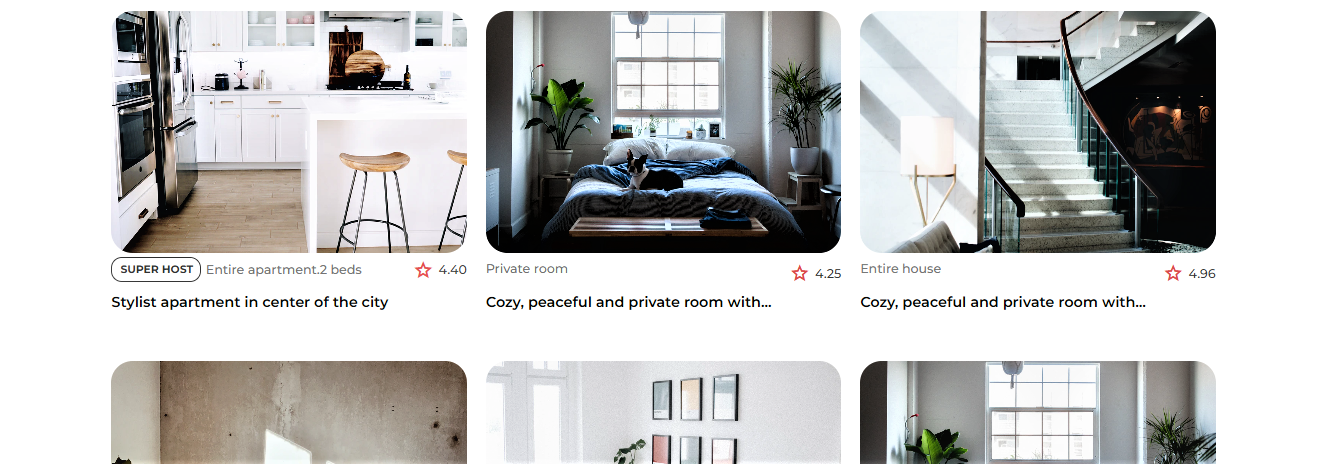 SUPER HOST Entire apartment.2 beds 4.40
Stylist apartment in center of the city
Private room 4.25
Cozy, peaceful and private room with...
Entire house 4.96
Cozy, peaceful and private room with...